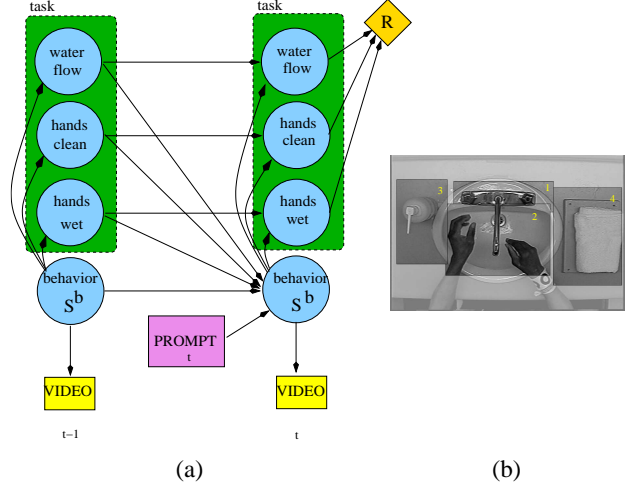 task
water
flow
hands
clean
hands
wet
behavior
S b
VIDEO
t−1
task
R
water
flow
hands
clean
hands
wet
behavior
S b
PROMPT
t
VIDEO
t
(a)
3
1
4
2
(b)